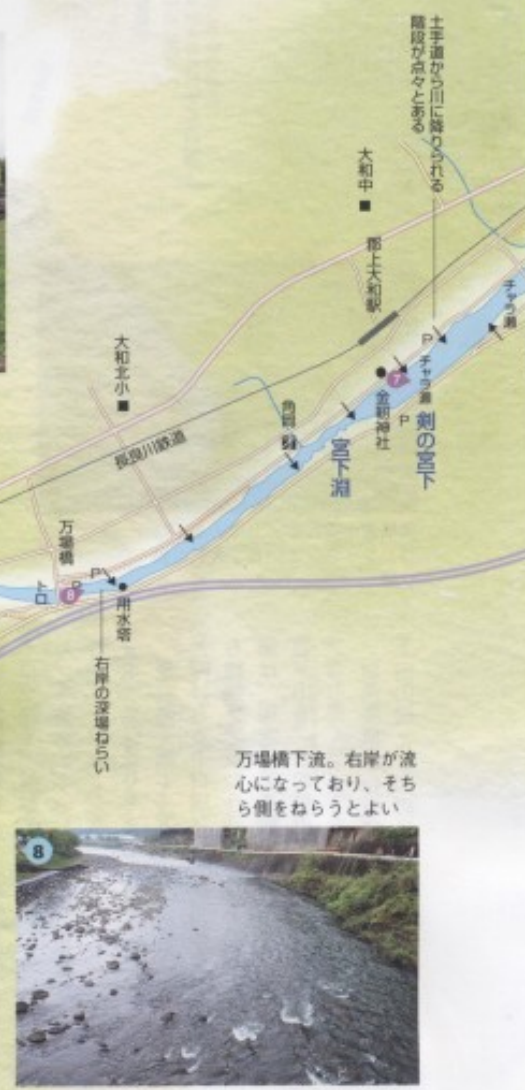 土手道から川に降りられる
階段が点々とある
大和中
郡上大和駅
チャラ瀬
P
チャラ瀬
7
剣の宮下
P
金剱神社
宮下淵
大和北小
長良川鉄道
万場橋
P
P
8
トロ
用水塔
右岸の深場ねらい
万場橋下流。右岸が流
心になっており、そち
ら側をねらうとよい
8